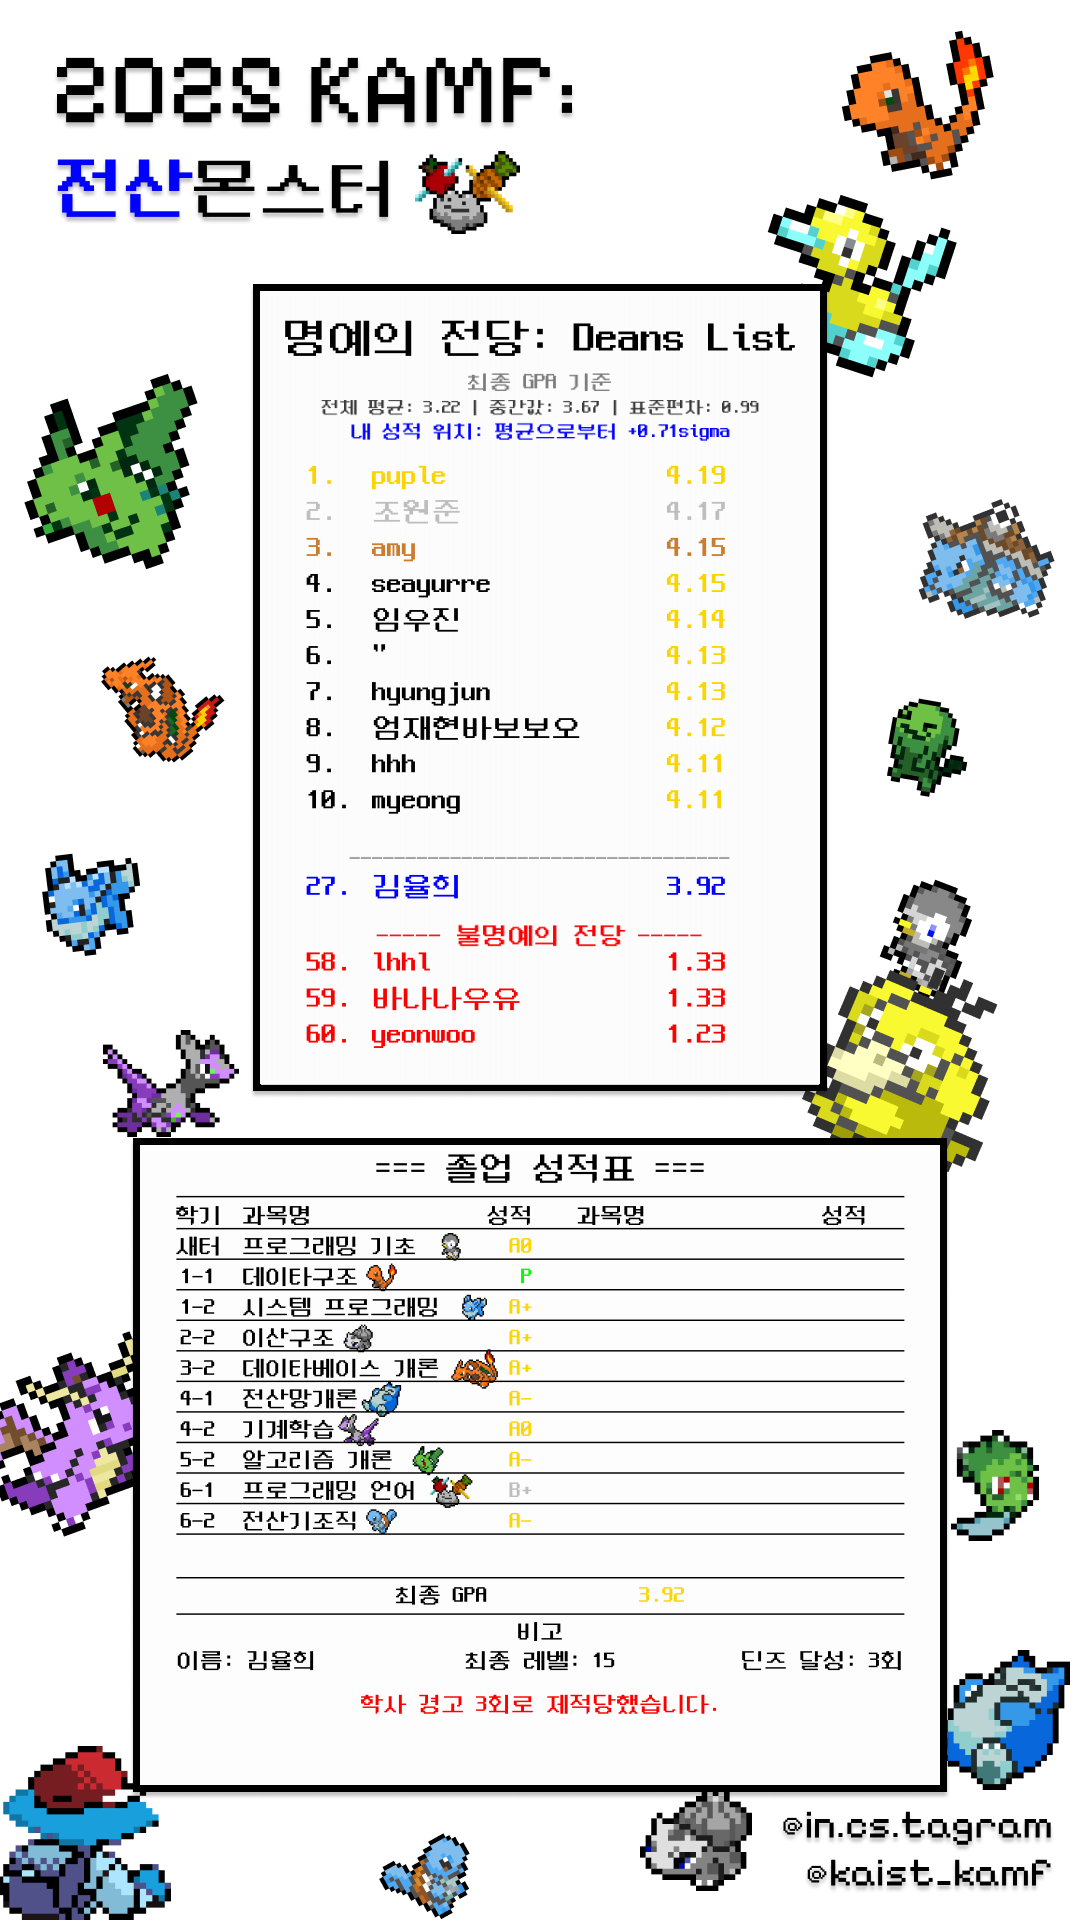 2025 KAMF:
전산몬스터
명예의 전당: Deans List
최종 GPA 기준
전체 평균: 3.22 | 중간값: 3.67 | 표준편차: 0.99
내 성적 위치: 평균으로부터 +0.71sigma
1. puple 4.19
2. 조원준 4.17
3. amy 4.15
4. seayurre 4.15
5. 임우진 4.14
6. " 4.13
7. hyungjun 4.13
8. 엄재현바보보오 4.12
9. hhh 4.11
10. myeong 4.11
--------------------------------
27. 김율희 3.92
----- 불명예의 전당 -----
58. lhhl 1.33
59. 바나나우유 1.33
60. yeonwoo 1.23
=== 졸업 성적표 ===
학기 과목명 성적 과목명 성적
새터 프로그래밍 기초 A0
1-1 데이타구조 P
1-2 시스템 프로그래밍 A+
2-2 이산구조 A+
3-2 데이타베이스 개론 A+
4-1 전산망개론 A-
4-2 기계학습 A0
5-2 알고리즘 개론 A-
6-1 프로그래밍 언어 B+
6-2 전산기조직 A-
최종 GPA 3.92
비고
이름: 김율희 최종 레벨: 15 딘즈 달성: 3회
학사 경고 3회로 제적당했습니다.
@in.cs.tagram
@kaist_kamf